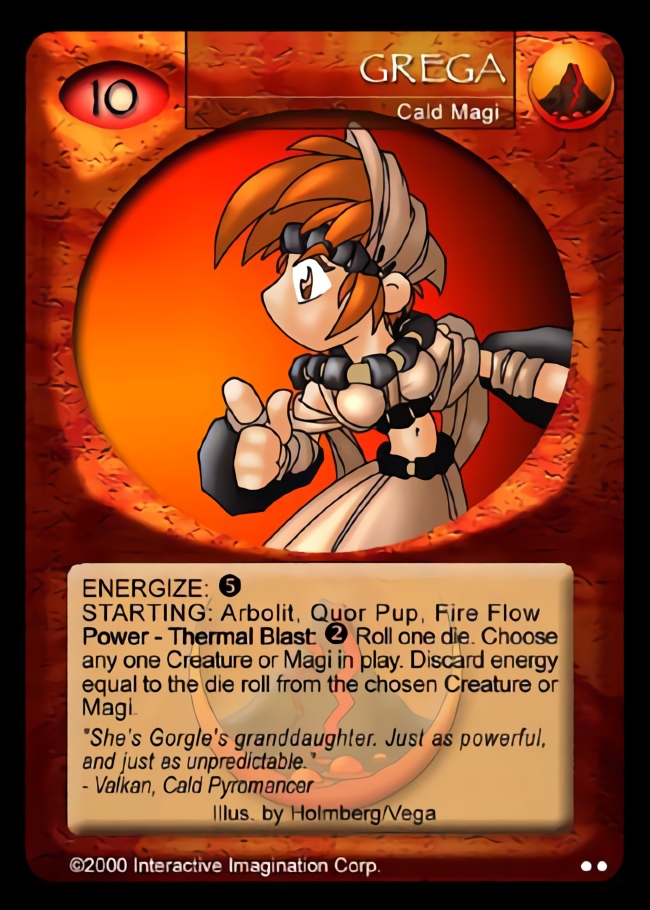 10
GREGA
Cald Magi
ENERGIZE: ❺
STARTING: Arbolit, Quor Pup, Fire Flow
Power - Thermal Blast: ❷ Roll one die. Choose
any one Creature or Magi in play. Discard energy
equal to the die roll from the chosen Creature or
Magi.
"She's Gorgle's granddaughter. Just as powerful,
and just as unpredictable."
- Valkan, Cald Pyromancer
Illus. by Holmberg/Vega
©2000 Interactive Imagination Corp.